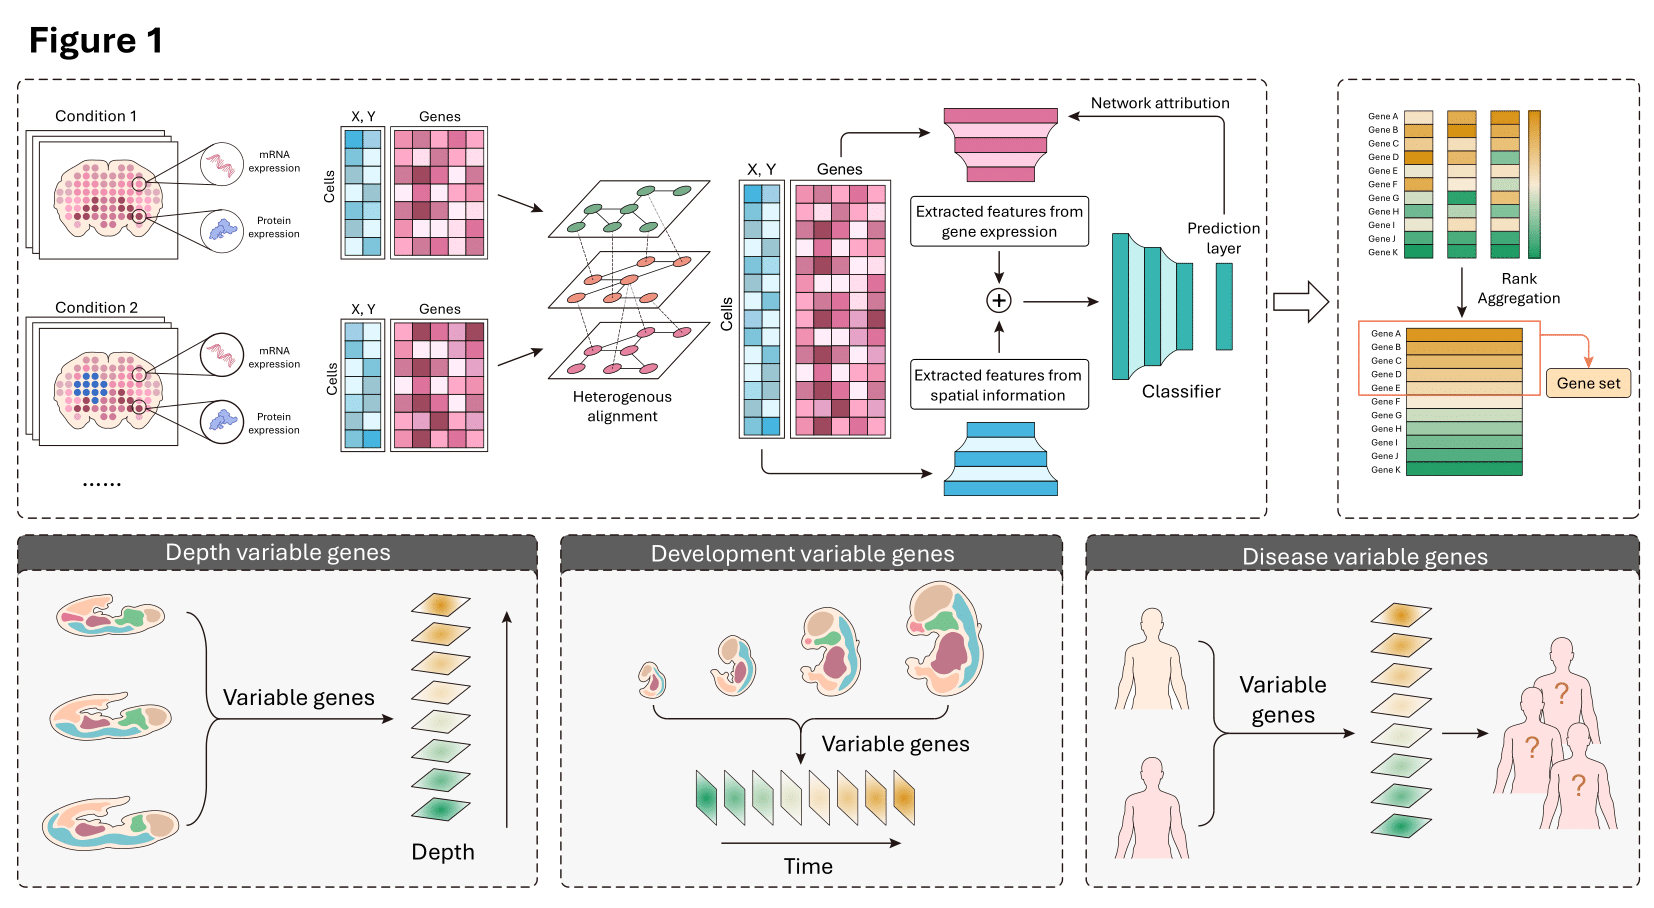 Figure 1
Condition 1
mRNA
expression
Protein
expression
X, Y
Genes
Cells
Condition 2
mRNA
expression
Protein
expression
X, Y
Genes
Cells
......
Heterogenous
alignment
X, Y
Genes
Cells
Network attribution
Extracted features from
gene expression
+
Extracted features from
spatial information
Prediction
layer
Classifier
Gene A
Gene B
Gene C
Gene D
Gene E
Gene F
Gene G
Gene H
Gene I
Gene J
Gene K
Rank
Aggregation
Gene A
Gene B
Gene C
Gene D
Gene E
Gene F
Gene G
Gene H
Gene I
Gene J
Gene K
Gene set
Depth variable genes
Variable genes
Depth
Development variable genes
Variable genes
Time
Disease variable genes
Variable
genes
?
?
?